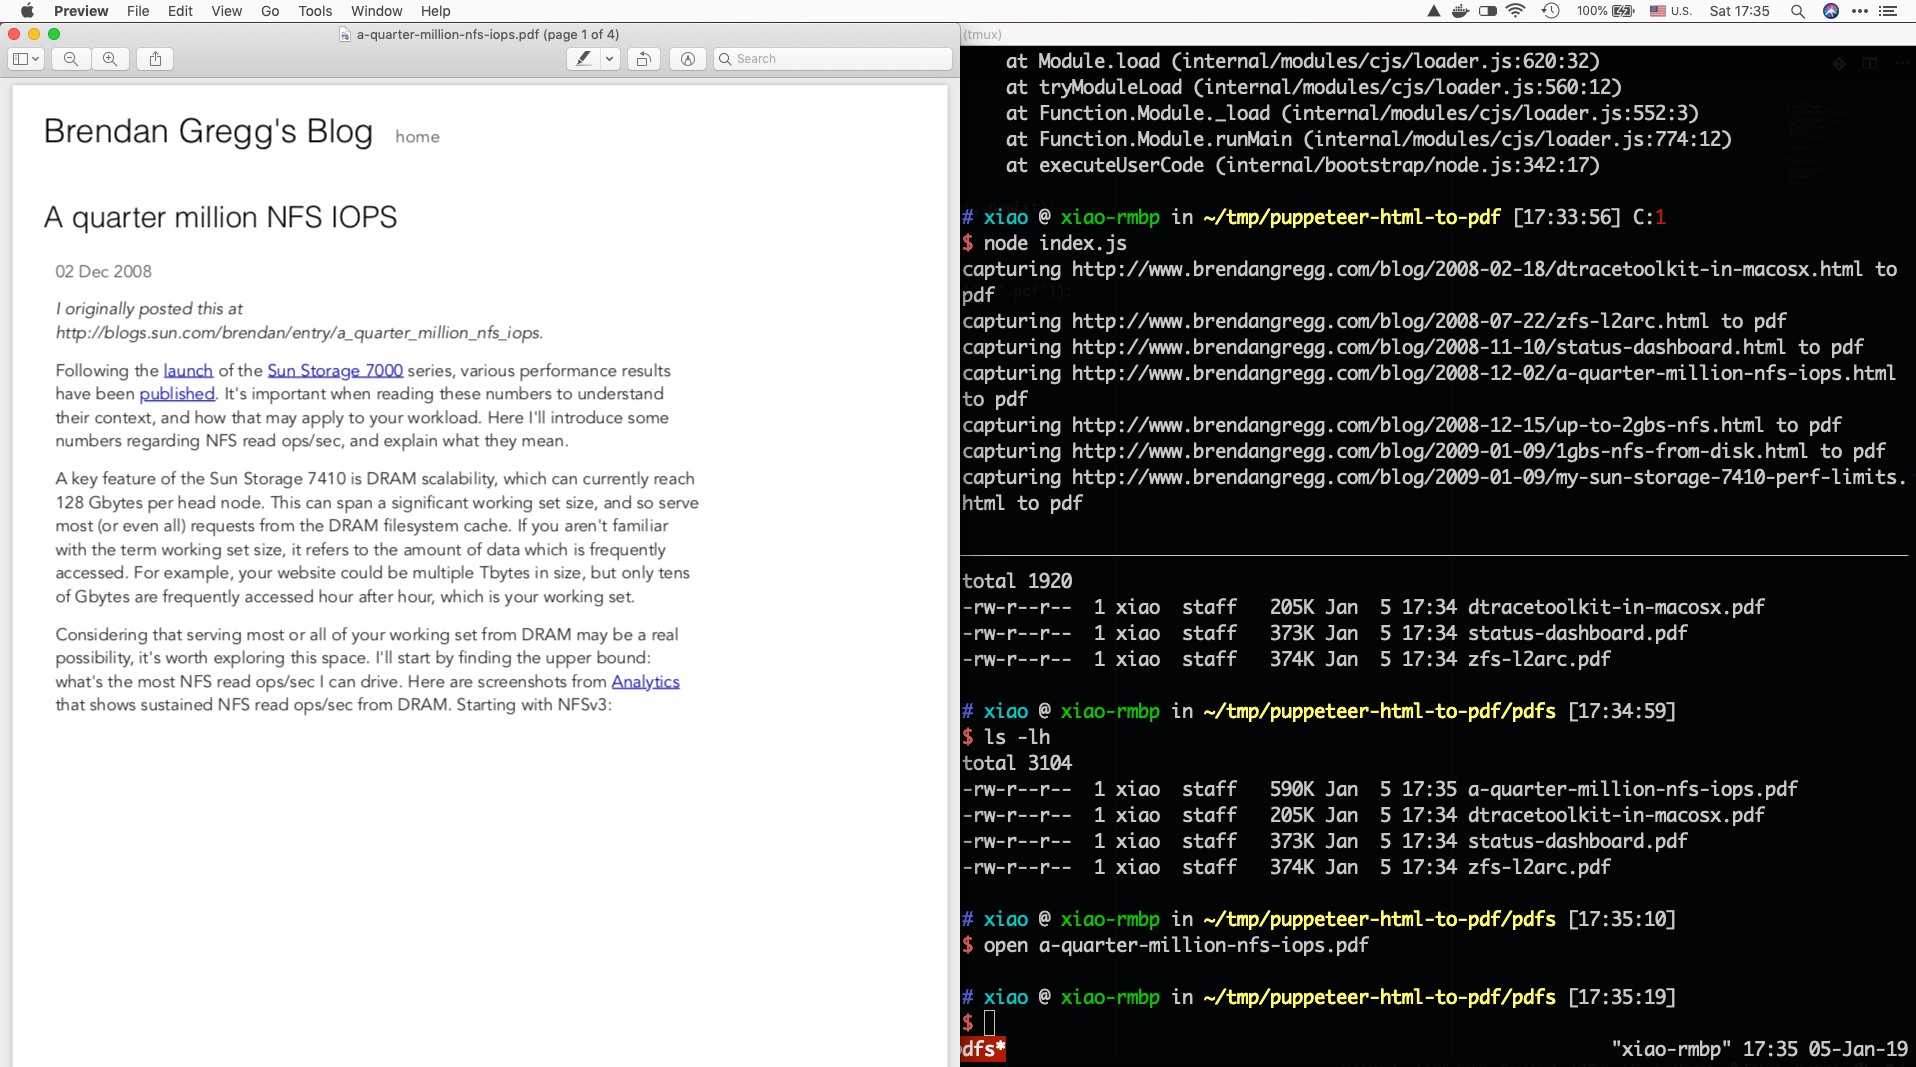 Preview File Edit View Go Tools Window Help
100% U.S. Sat 17:35
a-quarter-million-nfs-iops.pdf (page 1 of 4)
Search
Brendan Gregg's Blog home
A quarter million NFS IOPS
02 Dec 2008
I originally posted this at
http://blogs.sun.com/brendan/entry/a_quarter_million_nfs_iops.
Following the launch of the Sun Storage 7000 series, various performance results
have been published. It's important when reading these numbers to understand
their context, and how that may apply to your workload. Here I'll introduce some
numbers regarding NFS read ops/sec, and explain what they mean.
A key feature of the Sun Storage 7410 is DRAM scalability, which can currently reach
128 Gbytes per head node. This can span a significant working set size, and so serve
most (or even all) requests from the DRAM filesystem cache. If you aren't familiar
with the term working set size, it refers to the amount of data which is frequently
accessed. For example, your website could be multiple Tbytes in size, but only tens
of Gbytes are frequently accessed hour after hour, which is your working set.
Considering that serving most or all of your working set from DRAM may be a real
possibility, it's worth exploring this space. I'll start by finding the upper bound:
what's the most NFS read ops/sec I can drive. Here are screenshots from Analytics
that shows sustained NFS read ops/sec from DRAM. Starting with NFSv3:
(tmux)
at Module.load (internal/modules/cjs/loader.js:620:32)
at tryModuleLoad (internal/modules/cjs/loader.js:560:12)
at Function.Module._load (internal/modules/cjs/loader.js:552:3)
at Function.Module.runMain (internal/modules/cjs/loader.js:774:12)
at executeUserCode (internal/bootstrap/node.js:342:17)
# xiao @ xiao-rmbp in ~/tmp/puppeteer-html-to-pdf [17:33:56] C:1
$ node index.js
capturing http://www.brendangregg.com/blog/2008-02-18/dtracetoolkit-in-macosx.html to
pdf
capturing http://www.brendangregg.com/blog/2008-07-22/zfs-l2arc.html to pdf
capturing http://www.brendangregg.com/blog/2008-11-10/status-dashboard.html to pdf
capturing http://www.brendangregg.com/blog/2008-12-02/a-quarter-million-nfs-iops.html
to pdf
capturing http://www.brendangregg.com/blog/2008-12-15/up-to-2gbs-nfs.html to pdf
capturing http://www.brendangregg.com/blog/2009-01-09/1gbs-nfs-from-disk.html to pdf
capturing http://www.brendangregg.com/blog/2009-01-09/my-sun-storage-7410-perf-limits.
html to pdf
total 1920
-rw-r--r-- 1 xiao staff 205K Jan 5 17:34 dtracetoolkit-in-macosx.pdf
-rw-r--r-- 1 xiao staff 373K Jan 5 17:34 status-dashboard.pdf
-rw-r--r-- 1 xiao staff 374K Jan 5 17:34 zfs-l2arc.pdf
# xiao @ xiao-rmbp in ~/tmp/puppeteer-html-to-pdf/pdfs [17:34:59]
$ ls -lh
total 3104
-rw-r--r-- 1 xiao staff 590K Jan 5 17:35 a-quarter-million-nfs-iops.pdf
-rw-r--r-- 1 xiao staff 205K Jan 5 17:34 dtracetoolkit-in-macosx.pdf
-rw-r--r-- 1 xiao staff 373K Jan 5 17:34 status-dashboard.pdf
-rw-r--r-- 1 xiao staff 374K Jan 5 17:34 zfs-l2arc.pdf
# xiao @ xiao-rmbp in ~/tmp/puppeteer-html-to-pdf/pdfs [17:35:10]
$ open a-quarter-million-nfs-iops.pdf
# xiao @ xiao-rmbp in ~/tmp/puppeteer-html-to-pdf/pdfs [17:35:19]
$
dfs* "xiao-rmbp" 17:35 05-Jan-19